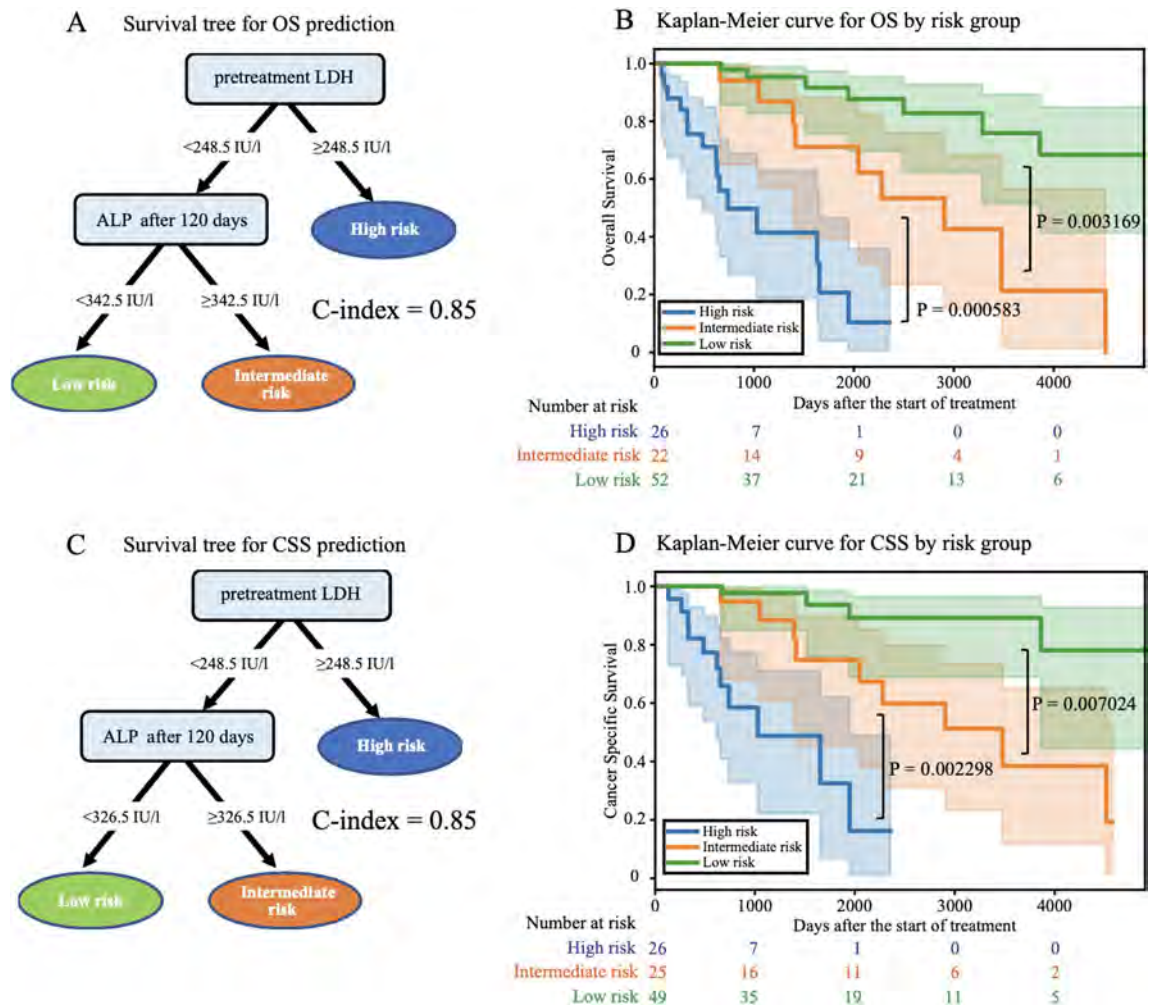 A Survival tree for OS prediction
pretreatment LDH
<248.5 IU/l ≥248.5 IU/l
ALP after 120 days
High risk
<342.5 IU/l ≥342.5 IU/l
C-index = 0.85
Low risk
Intermediate
risk
B Kaplan-Meier curve for OS by risk group
1.0
0.8
0.6
0.4
0.2
0
Overall Survival
P = 0.003169
P = 0.000583
High risk
Intermediate risk
Low risk
0 1000 2000 3000 4000
Days after the start of treatment
Number at risk
High risk 26 7 1 0 0
Intermediate risk 22 14 9 4 1
Low risk 52 37 21 13 6
C Survival tree for CSS prediction
pretreatment LDH
<248.5 IU/l ≥248.5 IU/l
ALP after 120 days
High risk
<326.5 IU/l ≥326.5 IU/l
C-index = 0.85
Low risk
Intermediate
risk
D Kaplan-Meier curve for CSS by risk group
1.0
0.8
0.6
0.4
0.2
0
Cancer Specific Survival
P = 0.007024
P = 0.002298
High risk
Intermediate risk
Low risk
0 1000 2000 3000 4000
Days after the start of treatment
Number at risk
High risk 26 7 1 0 0
Intermediate risk 25 16 11 6 2
Low risk 49 35 19 11 5